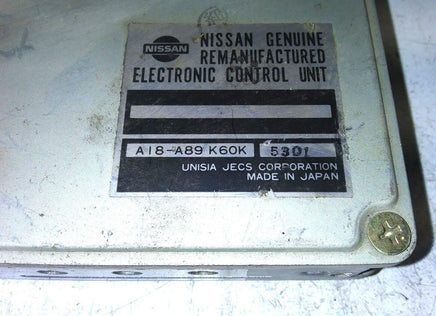 NISSAN
NISSAN GENUINE
REMANUFACTURED
ELECTRONIC CONTROL UNIT
A18-A89 K60K 5301
UNISIA JECS CORPORATION
MADE IN JAPAN